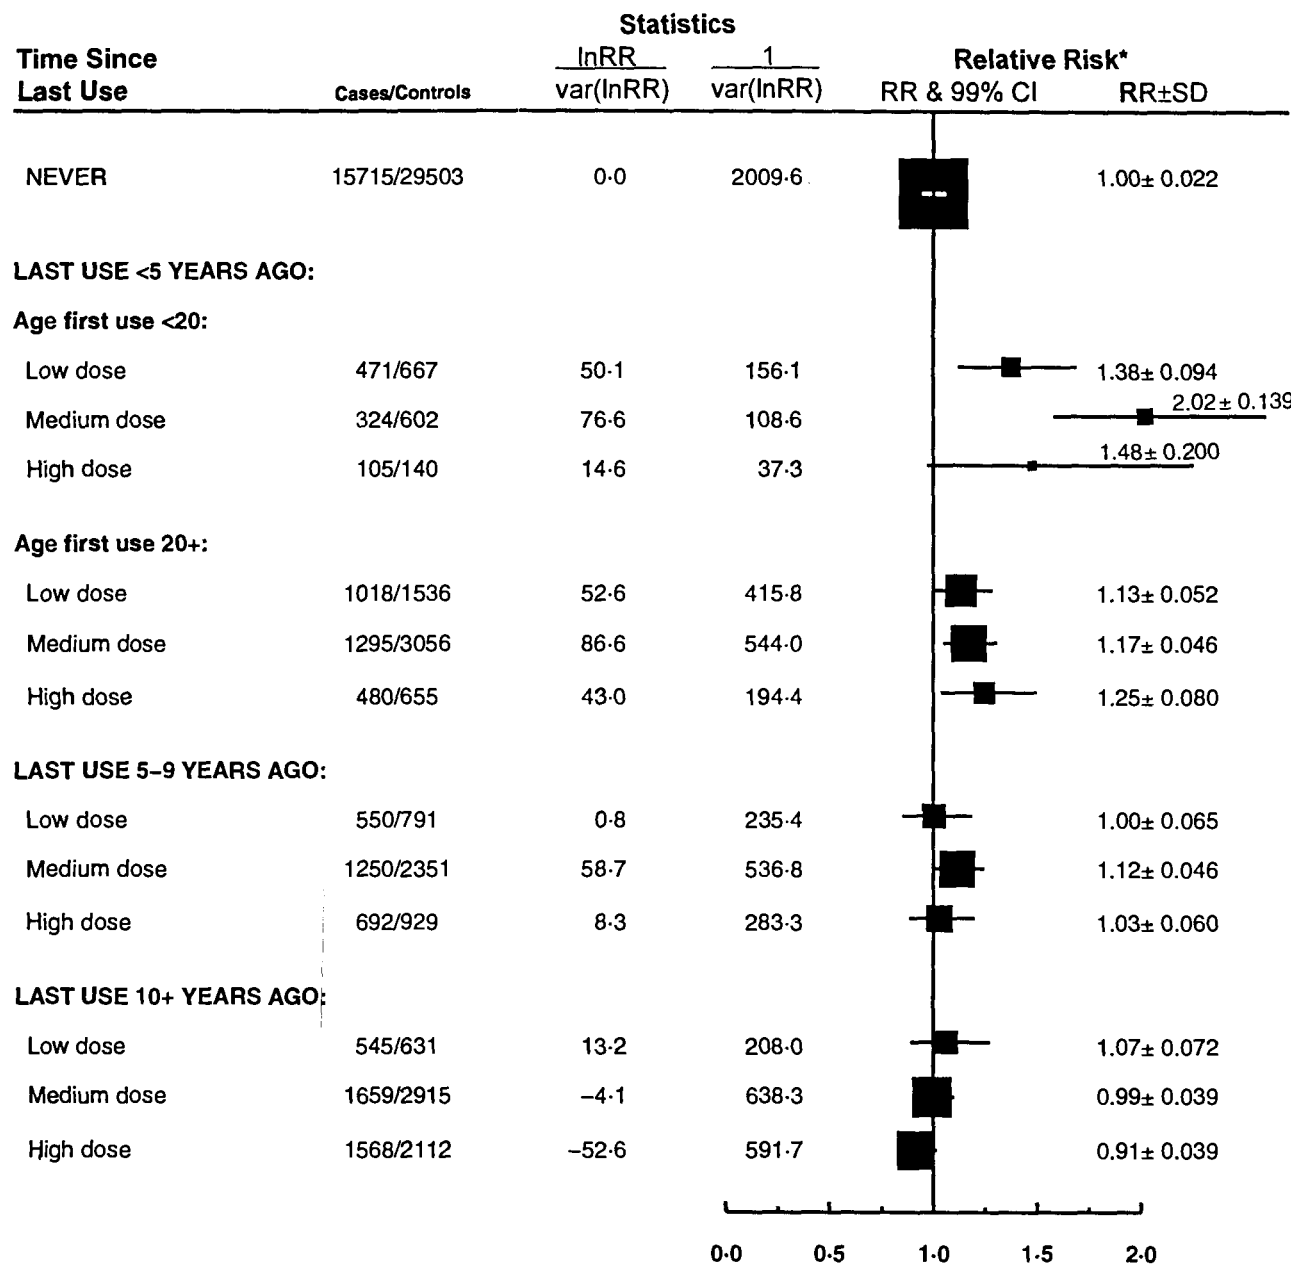 Statistics
Time Since lnRR 1 Relative Risk*
Last Use Cases/Controls var(lnRR) var(lnRR) RR & 99% CI RR±SD
NEVER 15715/29503 0·0 2009·6 1.00± 0.022
LAST USE <5 YEARS AGO:
Age first use <20:
Low dose 471/667 50·1 156·1 1.38± 0.094
Medium dose 324/602 76·6 108·6 2.02± 0.139
High dose 105/140 14·6 37·3 1.48± 0.200
Age first use 20+:
Low dose 1018/1536 52·6 415·8 1.13± 0.052
Medium dose 1295/3056 86·6 544·0 1.17± 0.046
High dose 480/655 43·0 194·4 1.25± 0.080
LAST USE 5–9 YEARS AGO:
Low dose 550/791 0·8 235·4 1.00± 0.065
Medium dose 1250/2351 58·7 536·8 1.12± 0.046
High dose 692/929 8·3 283·3 1.03± 0.060
LAST USE 10+ YEARS AGO:
Low dose 545/631 13·2 208·0 1.07± 0.072
Medium dose 1659/2915 −4·1 638·3 0.99± 0.039
High dose 1568/2112 −52·6 591·7 0.91± 0.039
0·0 0·5 1·0 1·5 2·0